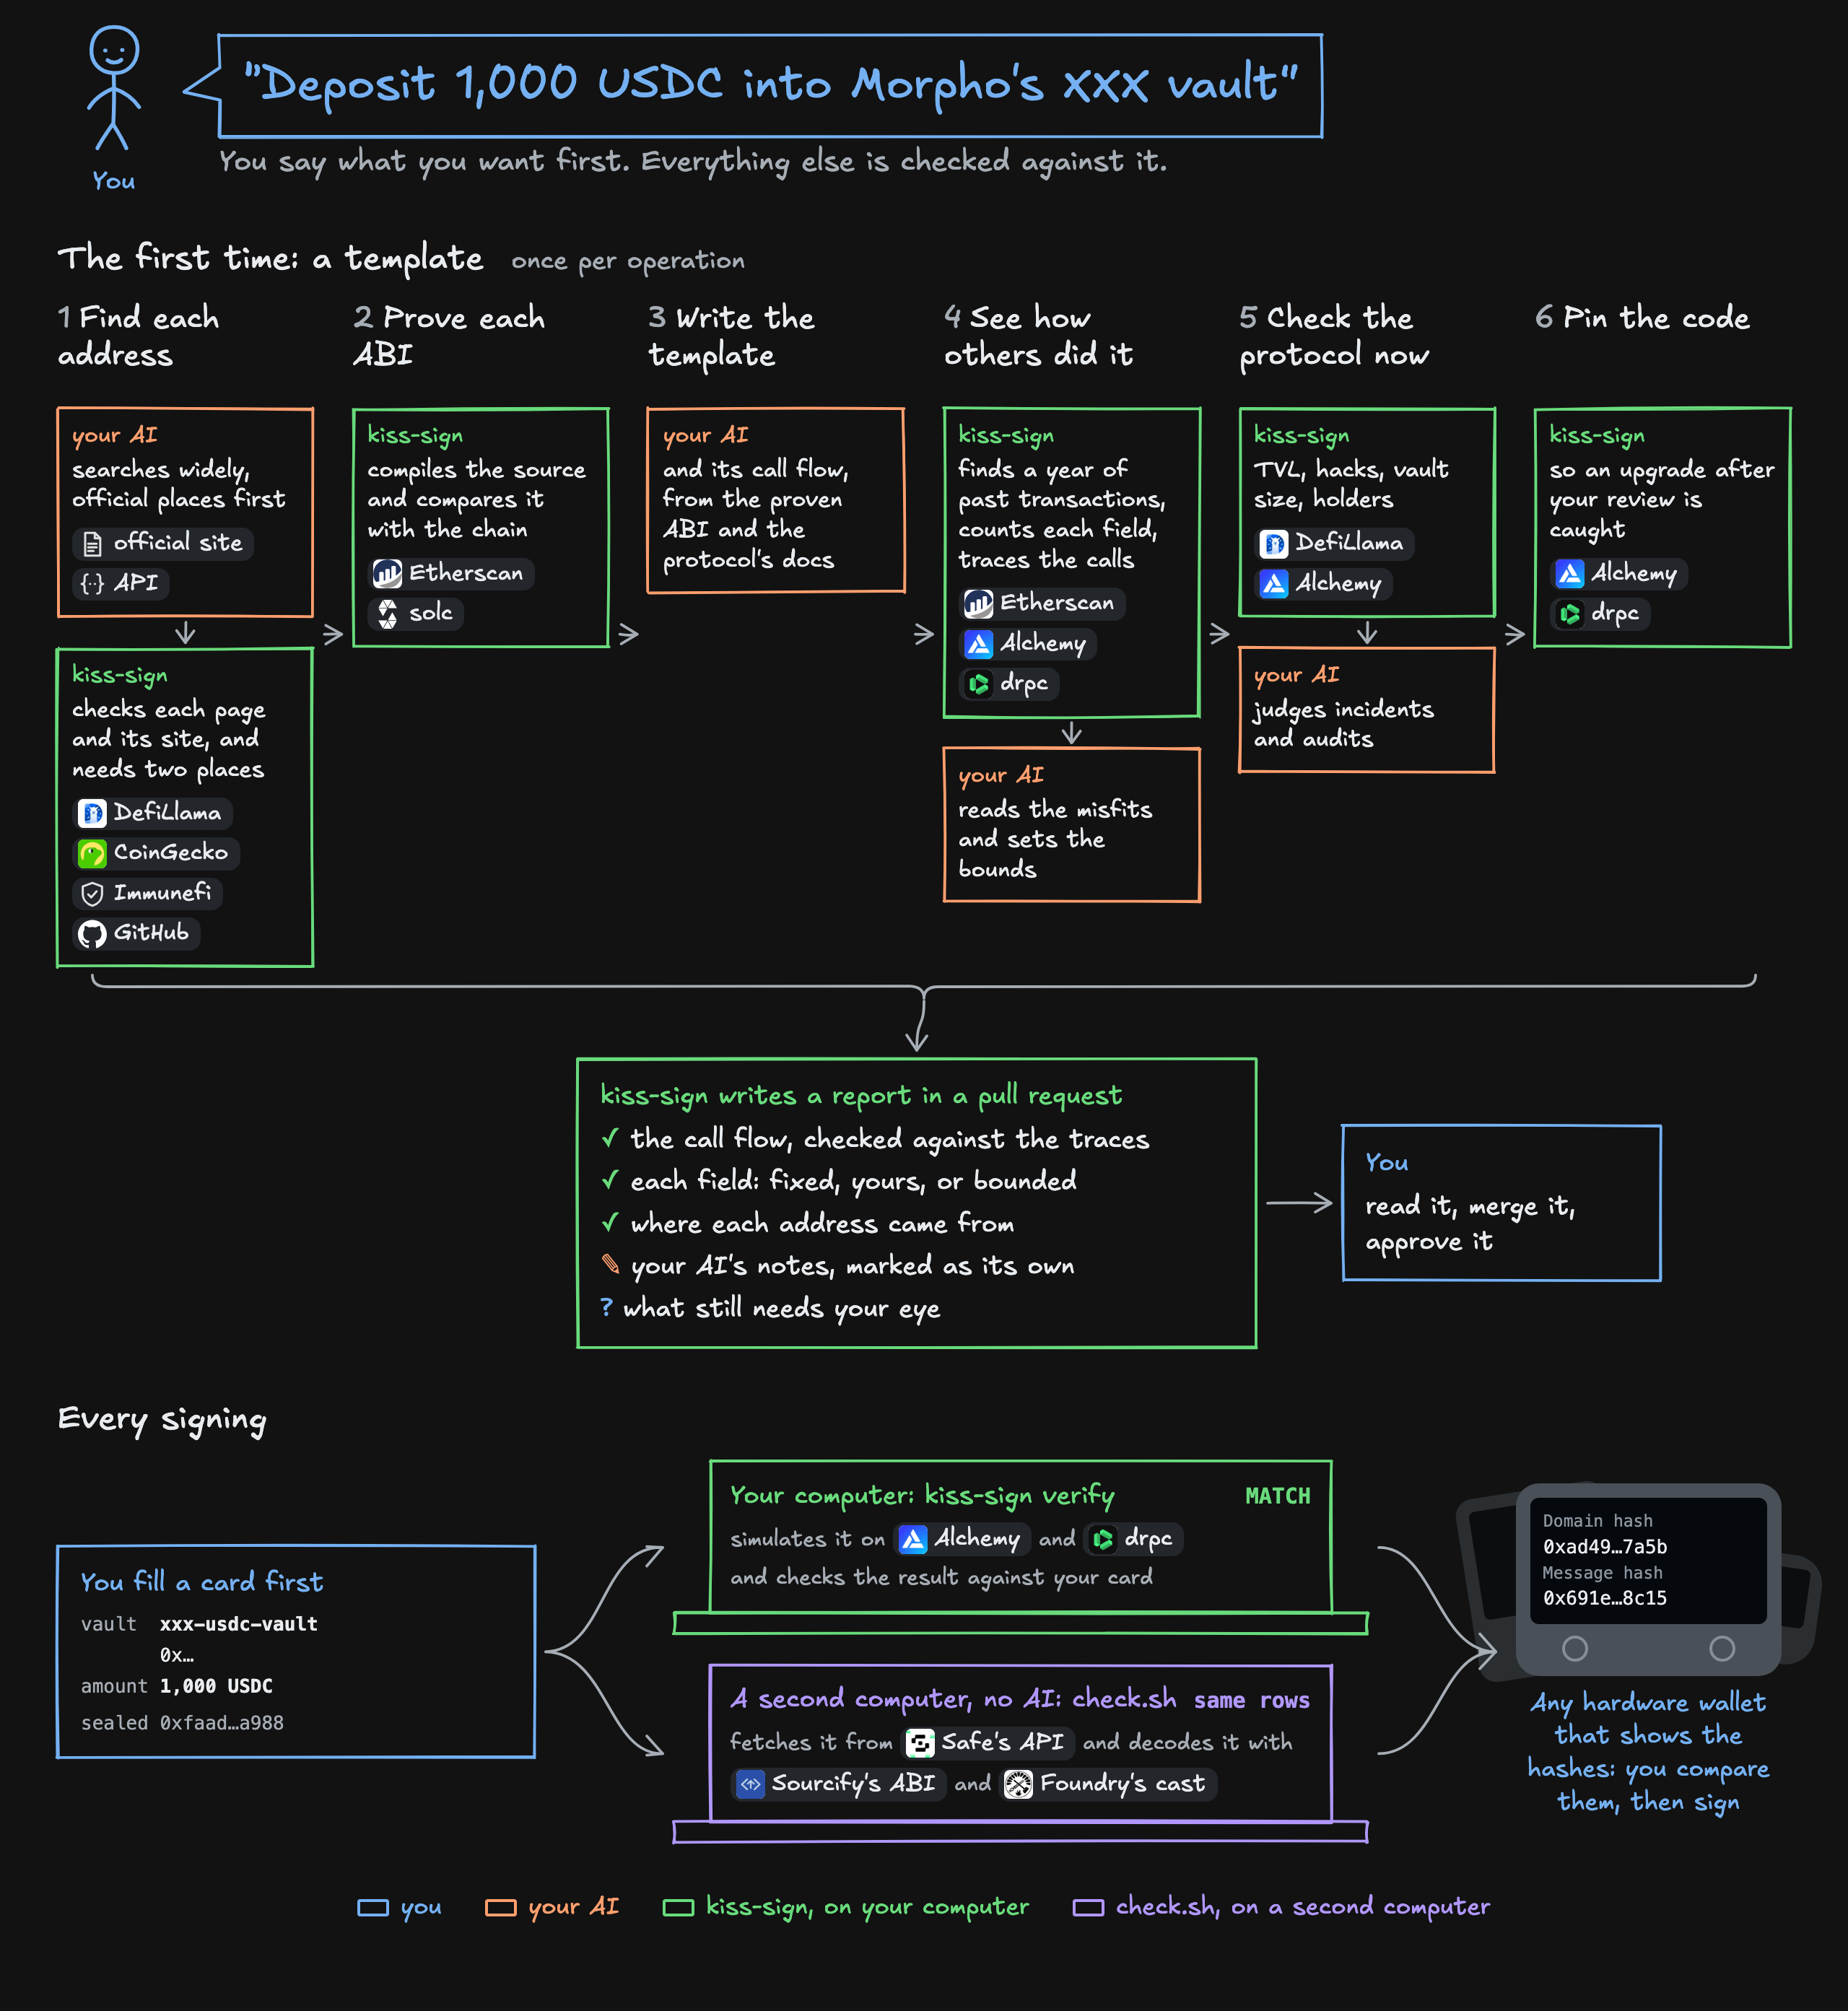 "Deposit 1,000 USDC into Morpho's XXX vault"
You say what you want first. Everything else is checked against it.
You
The first time: a template once per operation
1 Find each
address
your AI
searches widely,
official places first
official site
API
kiss-sign
checks each page
and its site, and
needs two places
DefiLlama
CoinGecko
Immunefi
GitHub
2 Prove each
ABI
kiss-sign
compiles the source
and compares it
with the chain
Etherscan
solc
3 Write the
template
your AI
and its call flow,
from the proven
ABI and the
protocol's docs
4 See how
others did it
kiss-sign
finds a year of
past transactions,
counts each field,
traces the calls
Etherscan
Alchemy
drpc
your AI
reads the misfits
and sets the
bounds
5 Check the
protocol now
kiss-sign
TVL, hacks, vault
size, holders
DefiLlama
Alchemy
your AI
judges incidents
and audits
6 Pin the code
kiss-sign
so an upgrade after
your review is
caught
Alchemy
drpc
kiss-sign writes a report in a pull request
✓ the call flow, checked against the traces
✓ each field: fixed, yours, or bounded
✓ where each address came from
✎ your AI's notes, marked as its own
? what still needs your eye
You
read it, merge it,
approve it
Every signing
You fill a card first
vault xxx-usdc-vault
0x…
amount 1,000 USDC
sealed 0xfaad…a988
Your computer: kiss-sign verify MATCH
simulates it on Alchemy and drpc
and checks the result against your card
A second computer, no AI: check.sh same rows
fetches it from Safe's API and decodes it with
Sourcify's ABI and Foundry's cast
Domain hash
0xad49…7a5b
Message hash
0x691e…8c15
Any hardware wallet
that shows the
hashes: you compare
them, then sign
you
your AI
kiss-sign, on your computer
check.sh, on a second computer